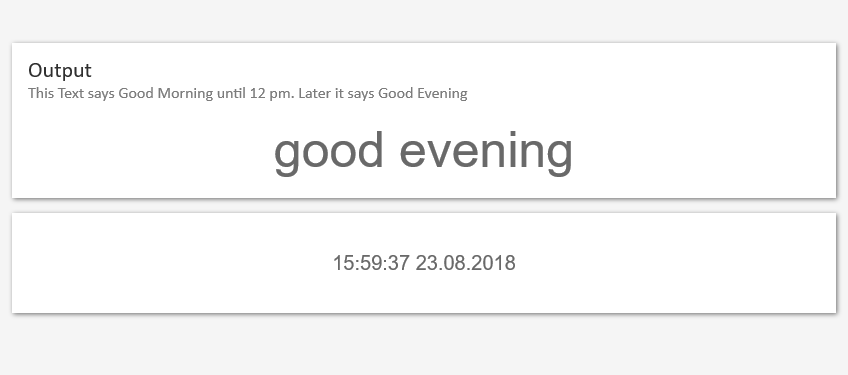 Output
This Text says Good Morning until 12 pm. Later it says Good Evening
good evening
15:59:37 23.08.2018